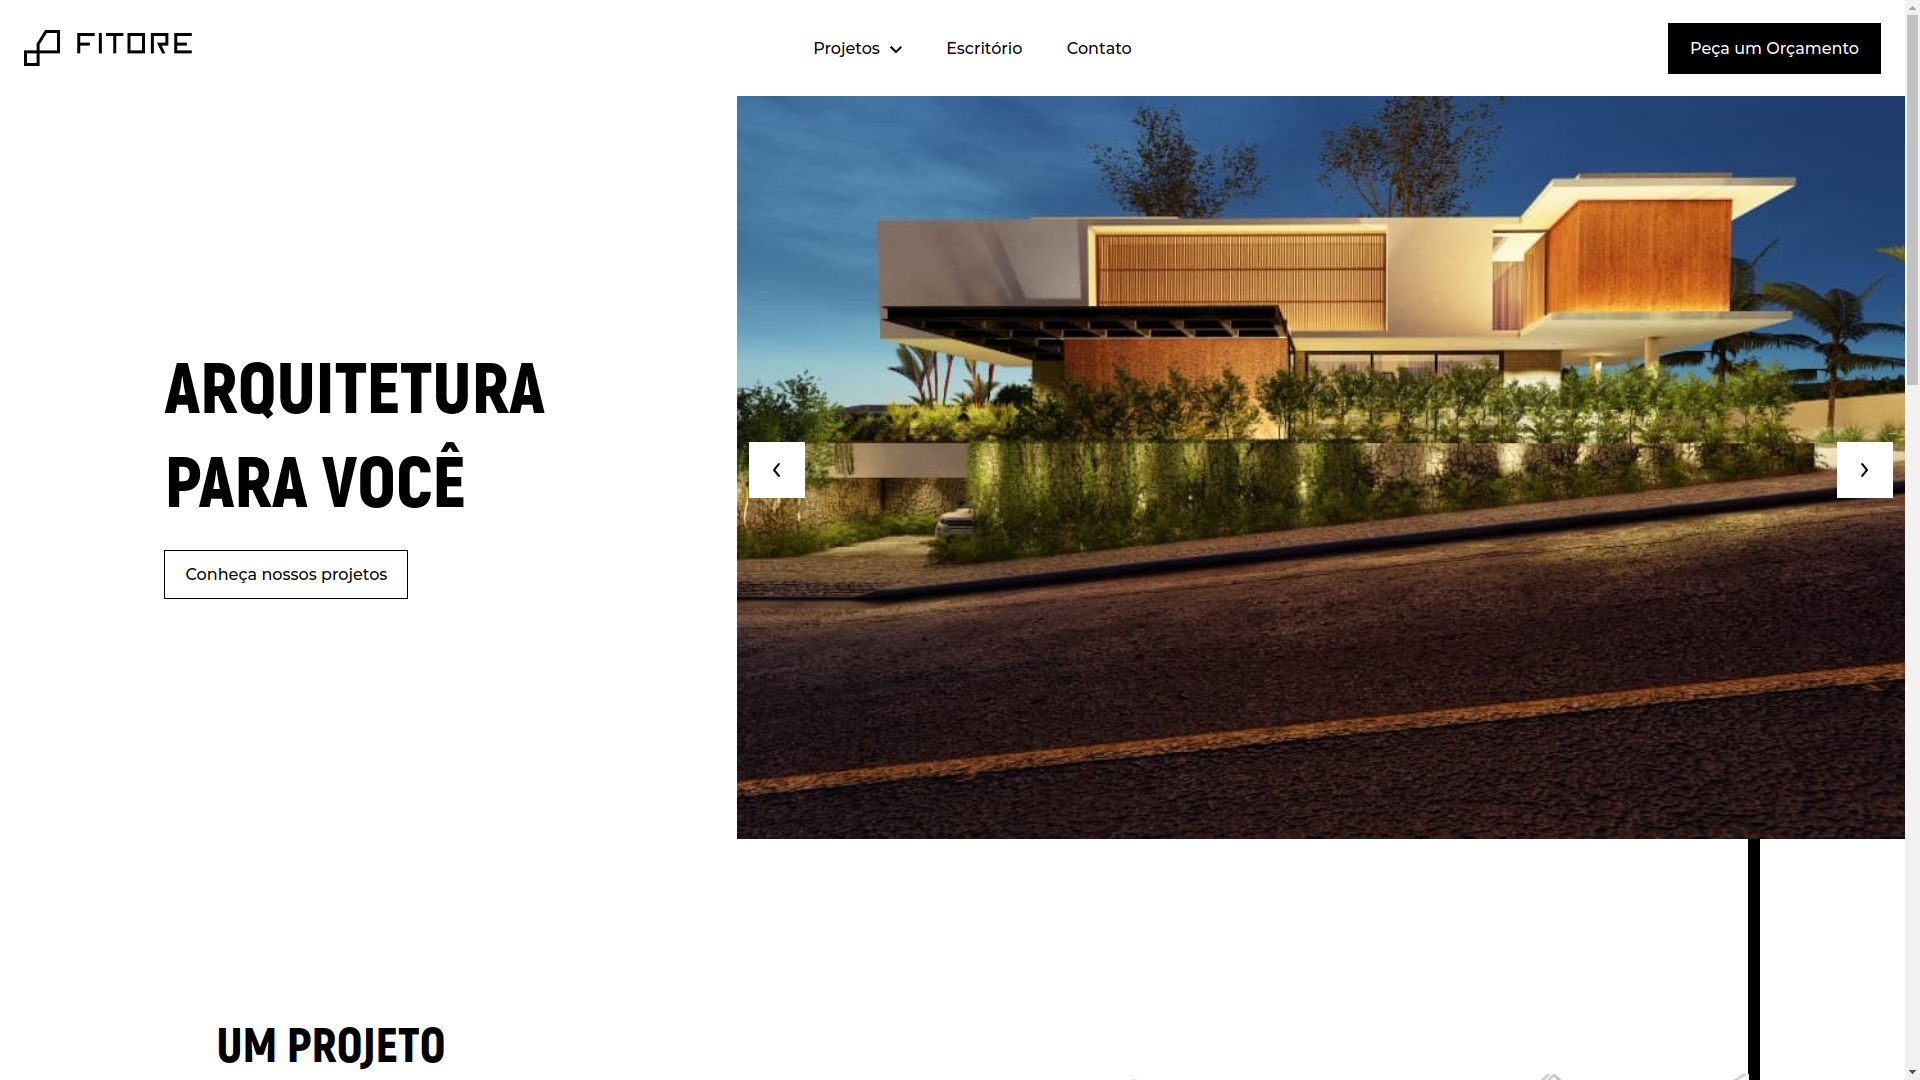 FITORE
Projetos
Escritório
Contato
Peça um Orçamento
ARQUITETURA
PARA VOCÊ
Conheça nossos projetos
UM PROJETO